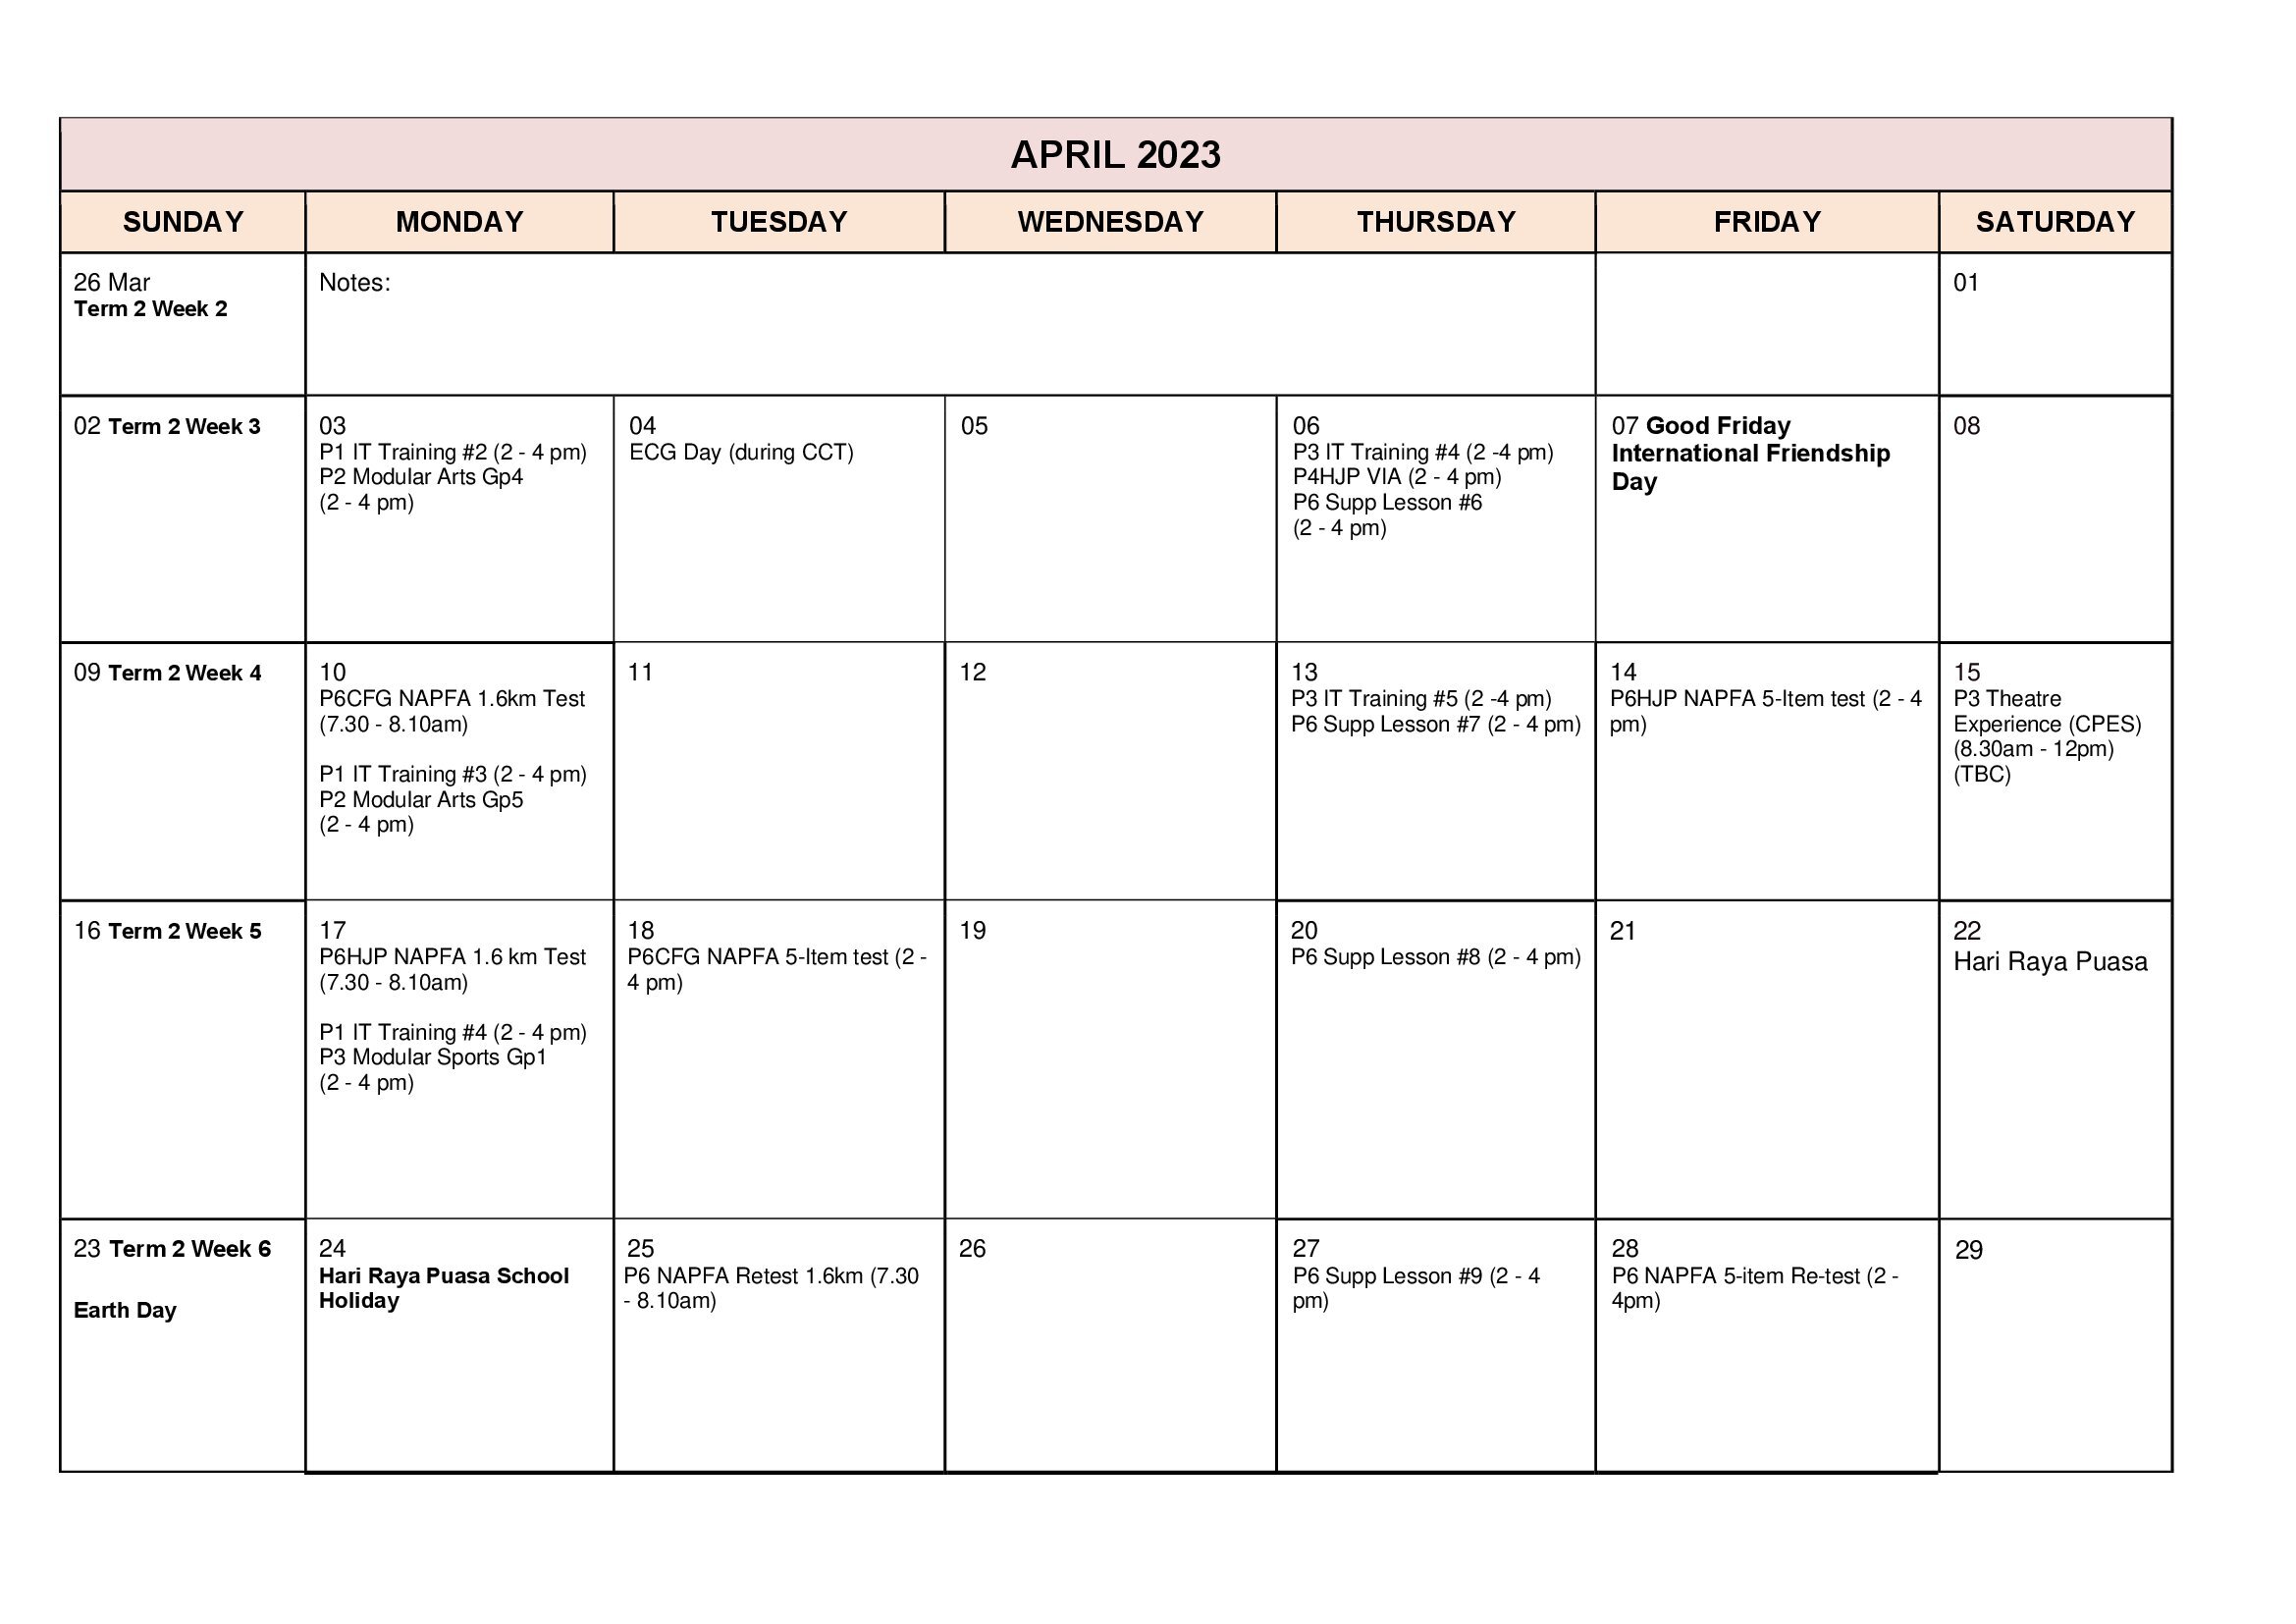 APRIL 2023
SUNDAY MONDAY TUESDAY WEDNESDAY THURSDAY FRIDAY SATURDAY
26 Mar
Term 2 Week 2
Notes:
01
02 Term 2 Week 3
03
P1 IT Training #2 (2 - 4 pm)
P2 Modular Arts Gp4
(2 - 4 pm)
04
ECG Day (during CCT)
05
06
P3 IT Training #4 (2 -4 pm)
P4HJP VIA (2 - 4 pm)
P6 Supp Lesson #6
(2 - 4 pm)
07 Good Friday
International Friendship
Day
08
09 Term 2 Week 4
10
P6CFG NAPFA 1.6km Test
(7.30 - 8.10am)
P1 IT Training #3 (2 - 4 pm)
P2 Modular Arts Gp5
(2 - 4 pm)
11
12
13
P3 IT Training #5 (2 -4 pm)
P6 Supp Lesson #7 (2 - 4 pm)
14
P6HJP NAPFA 5-Item test (2 - 4
pm)
15
P3 Theatre
Experience (CPES)
(8.30am - 12pm)
(TBC)
16 Term 2 Week 5
17
P6HJP NAPFA 1.6 km Test
(7.30 - 8.10am)
P1 IT Training #4 (2 - 4 pm)
P3 Modular Sports Gp1
(2 - 4 pm)
18
P6CFG NAPFA 5-Item test (2 -
4 pm)
19
20
P6 Supp Lesson #8 (2 - 4 pm)
21
22
Hari Raya Puasa
23 Term 2 Week 6
Earth Day
24
Hari Raya Puasa School
Holiday
25
P6 NAPFA Retest 1.6km (7.30
- 8.10am)
26
27
P6 Supp Lesson #9 (2 - 4
pm)
28
P6 NAPFA 5-item Re-test (2 -
4pm)
29